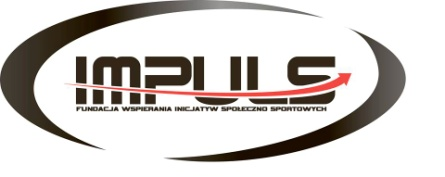 IMPULS
FUNDACJA WSPIERANIA INICJATYW SPOŁECZNO SPORTOWYCH